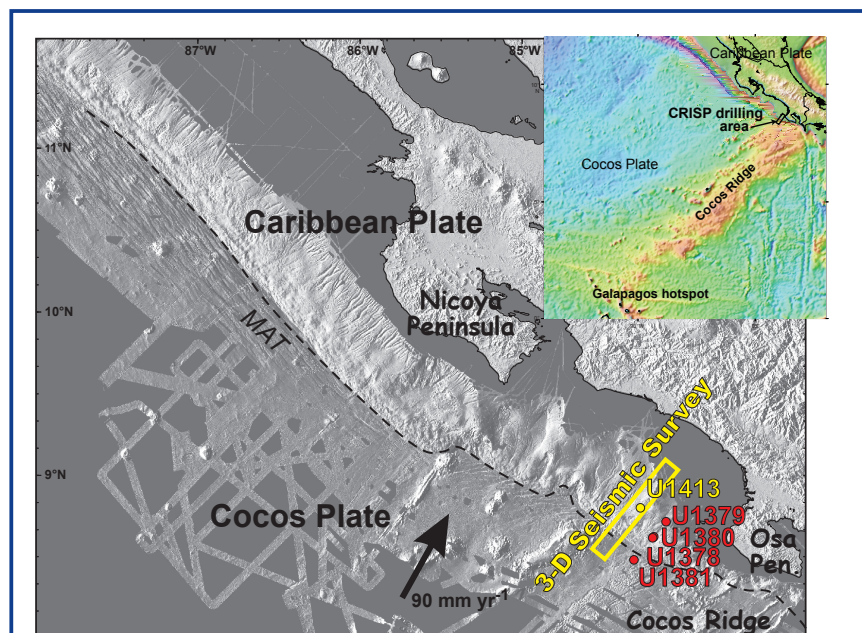 87°W
86°W
85°W
11°N
10°N
9°N
Caribbean Plate
CRISP drilling
area
Cocos Plate
Cocos Ridge
Galapagos hotspot
Caribbean Plate
Nicoya
Peninsula
MAT
3-D Seismic Survey
U1413
U1379
U1380
U1378
U1381
Osa
Pen.
Cocos Plate
90 mm yr-1
Cocos Ridge